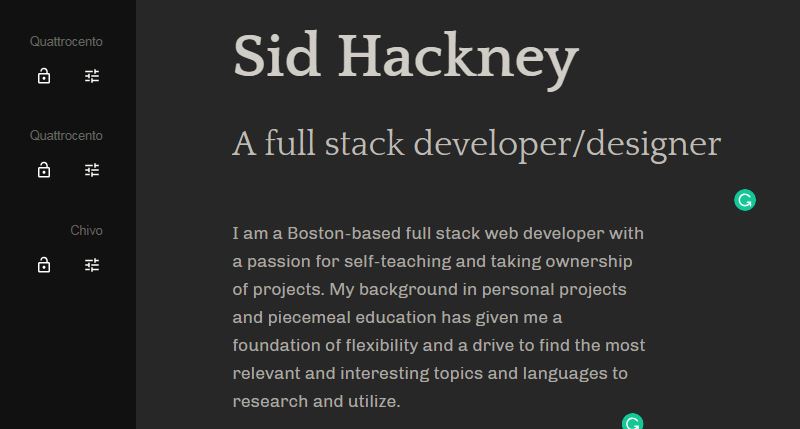 Quattrocento
Sid Hackney
Quattrocento
A full stack developer/designer
Chivo
I am a Boston-based full stack web developer with
a passion for self-teaching and taking ownership
of projects. My background in personal projects
and piecemeal education has given me a
foundation of flexibility and a drive to find the most
relevant and interesting topics and languages to
research and utilize.